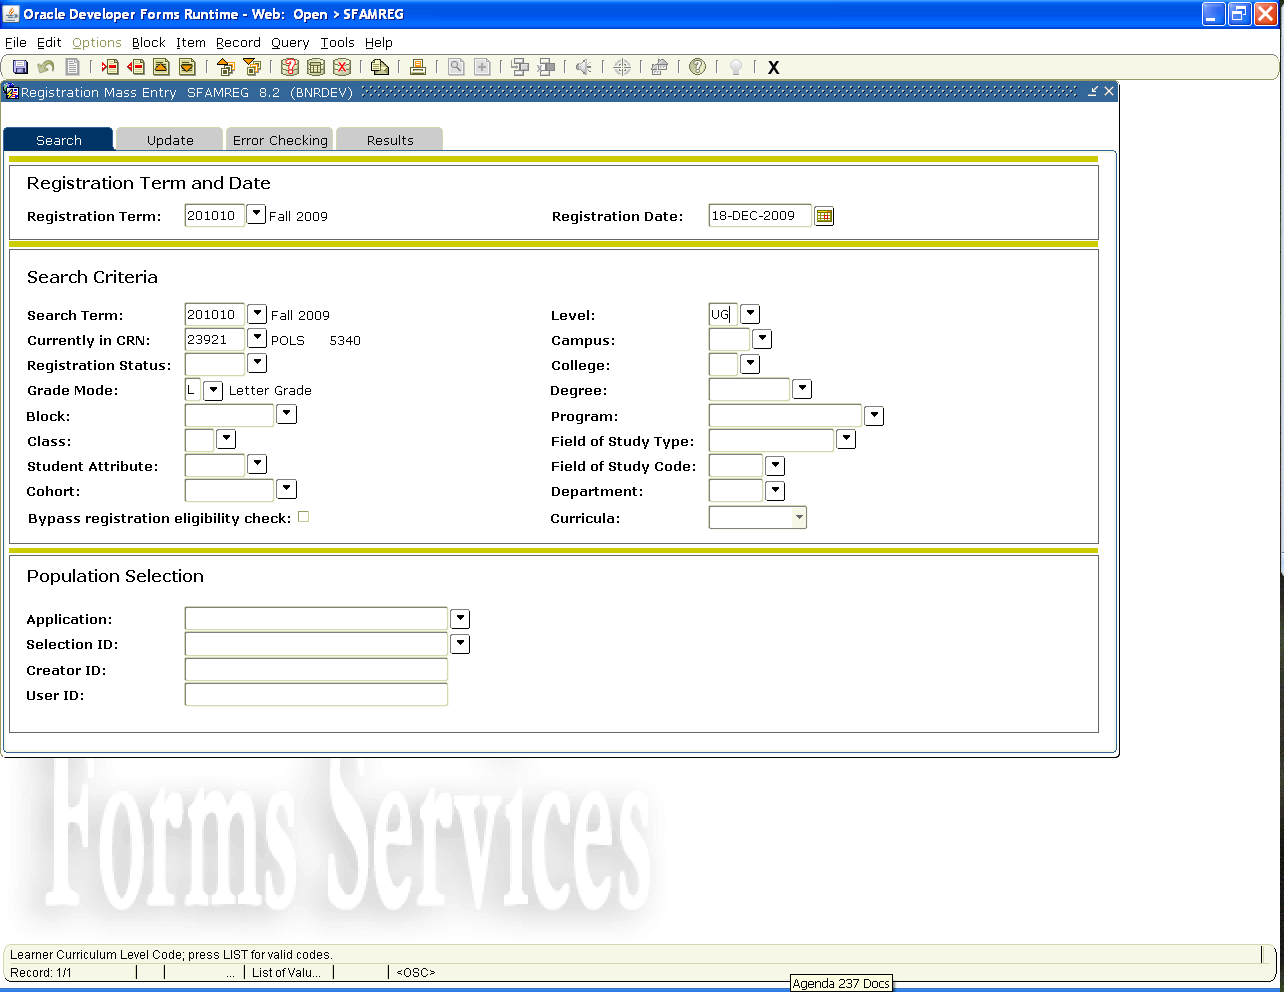 Oracle Developer Forms Runtime - Web: Open > SFAMREG
File Edit Options Block Item Record Query Tools Help
X
Registration Mass Entry SFAMREG 8.2 (BNRDEV)
Search Update Error Checking Results
Registration Term and Date
Registration Term: 201010 Fall 2009 Registration Date: 18-DEC-2009
Search Criteria
Search Term: 201010 Fall 2009 Level: UG
Currently in CRN: 23921 POLS 5340 Campus:
Registration Status: College:
Grade Mode: L Letter Grade Degree:
Block: Program:
Class: Field of Study Type:
Student Attribute: Field of Study Code:
Cohort: Department:
Bypass registration eligibility check: Curricula:
Population Selection
Application:
Selection ID:
Creator ID:
User ID:
Forms Services
Learner Curriculum Level Code; press LIST for valid codes.
Record: 1/1 ... List of Valu... <OSC>
Agenda 237 Docs